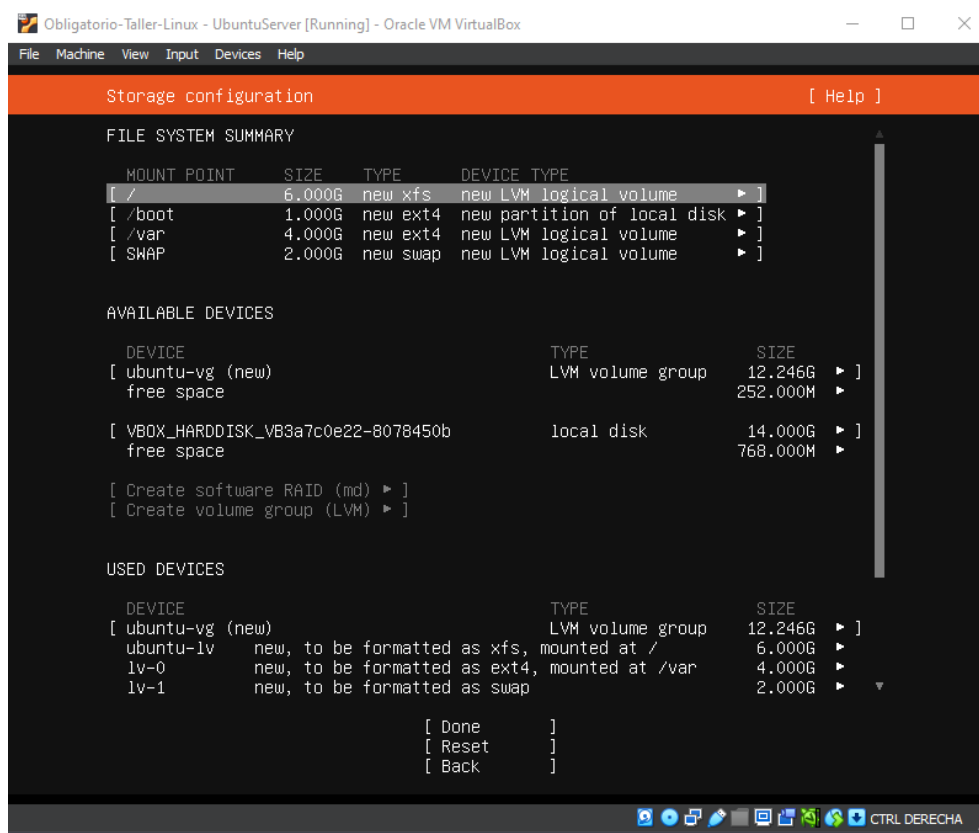 Obligatorio-Taller-Linux - UbuntuServer [Running] - Oracle VM VirtualBox
File Machine View Input Devices Help
Storage configuration [ Help ]
FILE SYSTEM SUMMARY
MOUNT POINT SIZE TYPE DEVICE TYPE
[ / 6.000G new xfs new LVM logical volume ▸ ]
[ /boot 1.000G new ext4 new partition of local disk ▸ ]
[ /var 4.000G new ext4 new LVM logical volume ▸ ]
[ SWAP 2.000G new swap new LVM logical volume ▸ ]
AVAILABLE DEVICES
DEVICE TYPE SIZE
[ ubuntu-vg (new) LVM volume group 12.246G ▸ ]
free space 252.000M ▸
[ VBOX_HARDDISK_VB3a7c0e22-8078450b local disk 14.000G ▸ ]
free space 768.000M ▸
[ Create software RAID (md) ▸ ]
[ Create volume group (LVM) ▸ ]
USED DEVICES
DEVICE TYPE SIZE
[ ubuntu-vg (new) LVM volume group 12.246G ▸ ]
ubuntu-lv new, to be formatted as xfs, mounted at / 6.000G ▸
lv-0 new, to be formatted as ext4, mounted at /var 4.000G ▸
lv-1 new, to be formatted as swap 2.000G ▸
[ Done ]
[ Reset ]
[ Back ]
CTRL DERECHA